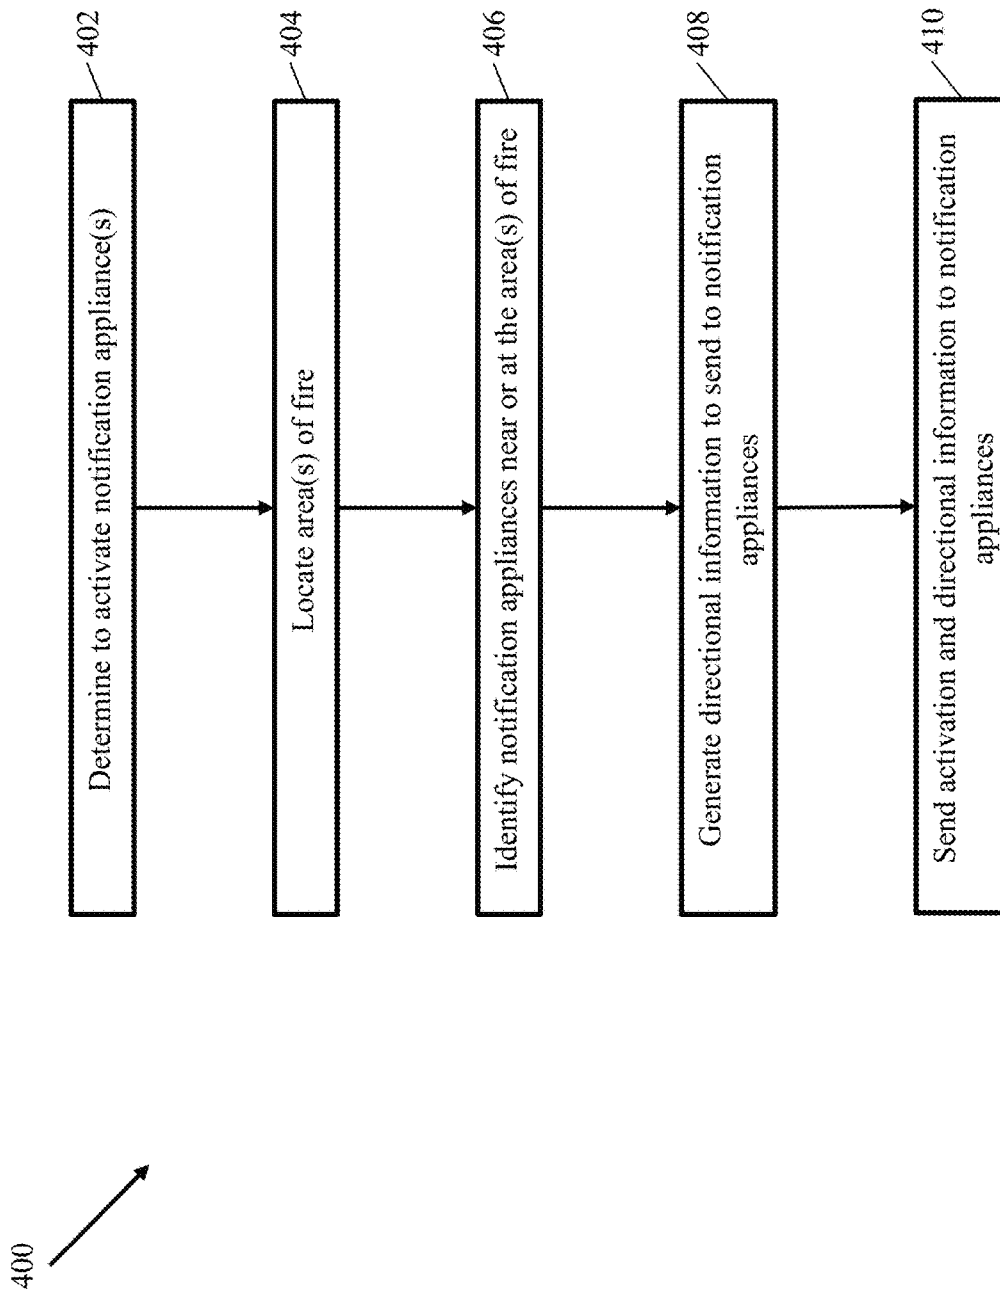 400
Determine to activate notification appliance(s)
402
Locate area(s) of fire
404
Identify notification appliances near or at the area(s) of fire
406
Generate directional information to send to notification
appliances
408
Send activation and directional information to notification
appliances
410